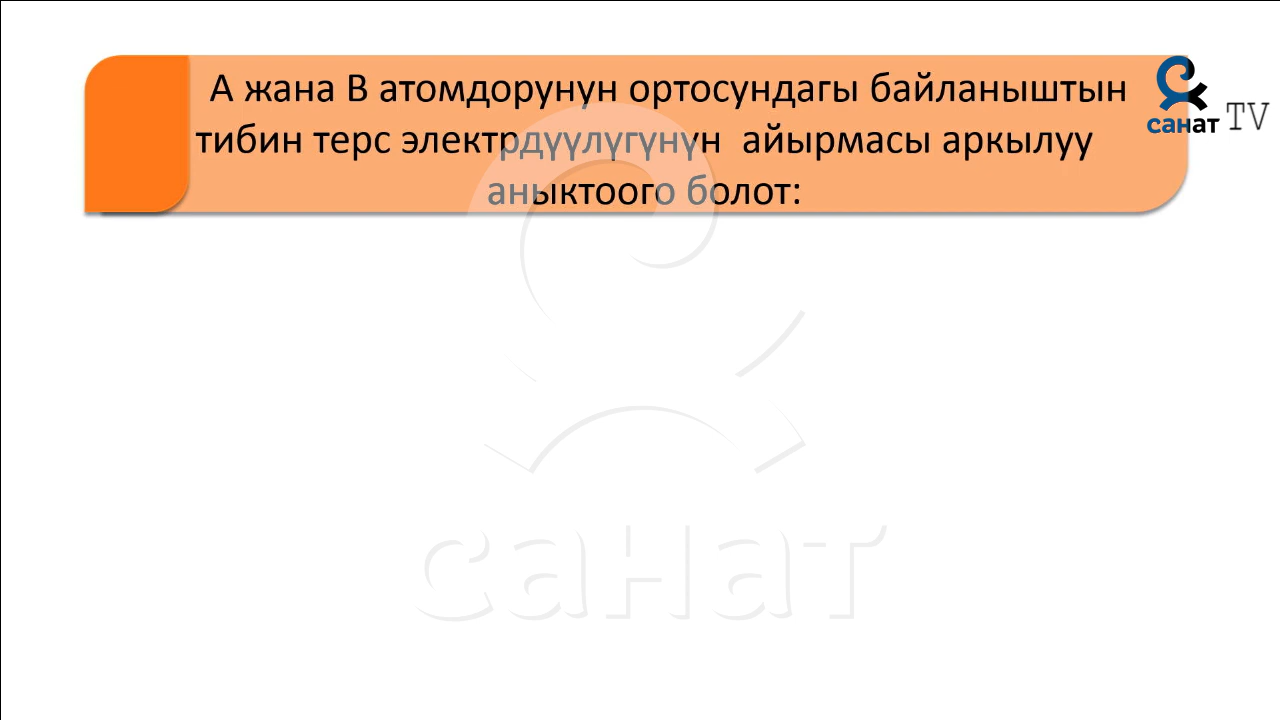 А жана В атомдорунун ортосундагы байланыштын
тибин терс электрдүүлүгүнүн айырмасы аркылуу
аныктоого болот:
санат TV
санат